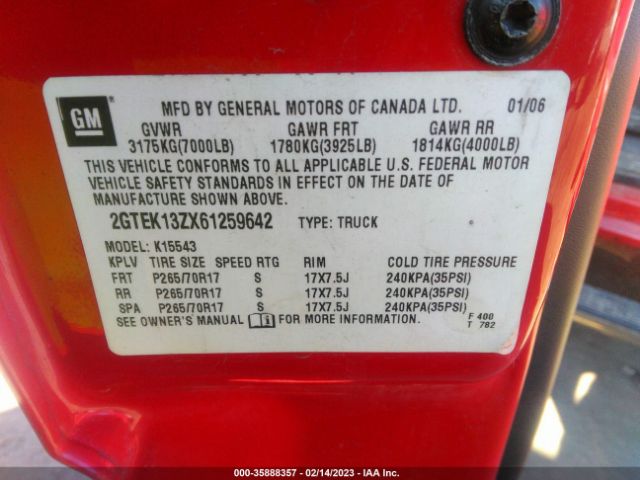 GM
MFD BY GENERAL MOTORS OF CANADA LTD. 01/06
GVWR GAWR FRT GAWR RR
3175KG(7000LB) 1780KG(3925LB) 1814KG(4000LB)
THIS VEHICLE CONFORMS TO ALL APPLICABLE U.S. FEDERAL MOTOR
VEHICLE SAFETY STANDARDS IN EFFECT ON THE DATE OF
MANUFACTURE SHOWN ABOVE.
2GTEK13ZX61259642 TYPE: TRUCK
MODEL: K15543
KPLV TIRE SIZE SPEED RTG RIM COLD TIRE PRESSURE
FRT P265/70R17 S 17X7.5J 240KPA(35PSI)
RR P265/70R17 S 17X7.5J 240KPA(35PSI)
SPA P265/70R17 S 17X7.5J 240KPA(35PSI)
SEE OWNER'S MANUAL FOR MORE INFORMATION. F 400
T 782
000-35888357 - 02/14/2023 - IAA Inc.